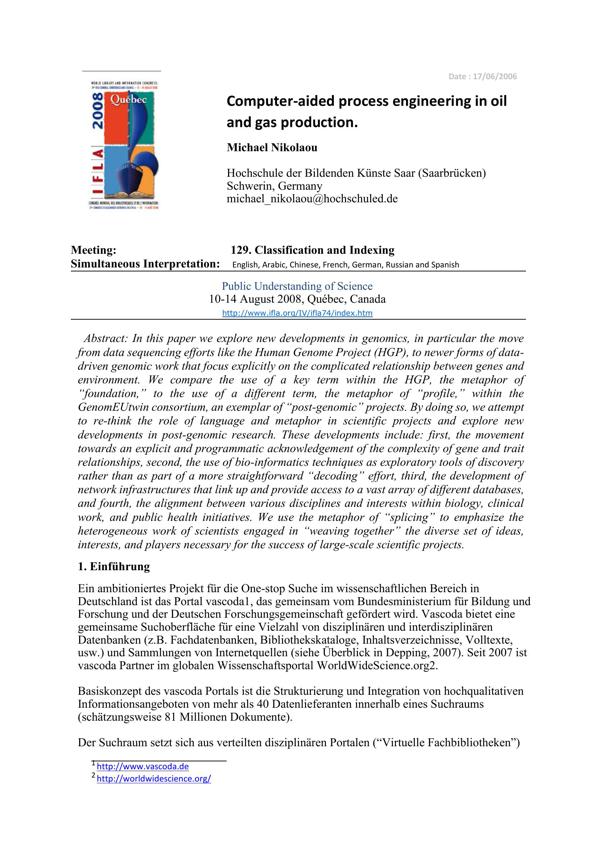 Date : 17/06/2006
WORLD LIBRARY AND INFORMATION CONGRESS:
Québec
IFLA 2008
Computer-aided process engineering in oil
and gas production.
Michael Nikolaou
Hochschule der Bildenden Künste Saar (Saarbrücken)
Schwerin, Germany
michael_nikolaou@hochschuled.de
Meeting: 129. Classification and Indexing
Simultaneous Interpretation: English, Arabic, Chinese, French, German, Russian and Spanish
Public Understanding of Science
10-14 August 2008, Québec, Canada
http://www.ifla.org/IV/ifla74/index.htm
Abstract: In this paper we explore new developments in genomics, in particular the move
from data sequencing efforts like the Human Genome Project (HGP), to newer forms of data-
driven genomic work that focus explicitly on the complicated relationship between genes and
environment. We compare the use of a key term within the HGP, the metaphor of
“foundation,” to the use of a different term, the metaphor of “profile,” within the
GenomEUtwin consortium, an exemplar of “post-genomic” projects. By doing so, we attempt
to re-think the role of language and metaphor in scientific projects and explore new
developments in post-genomic research. These developments include: first, the movement
towards an explicit and programmatic acknowledgement of the complexity of gene and trait
relationships, second, the use of bio-informatics techniques as exploratory tools of discovery
rather than as part of a more straightforward “decoding” effort, third, the development of
network infrastructures that link up and provide access to a vast array of different databases,
and fourth, the alignment between various disciplines and interests within biology, clinical
work, and public health initiatives. We use the metaphor of “splicing” to emphasize the
heterogeneous work of scientists engaged in “weaving together” the diverse set of ideas,
interests, and players necessary for the success of large-scale scientific projects.
1. Einführung
Ein ambitioniertes Projekt für die One-stop Suche im wissenschaftlichen Bereich in
Deutschland ist das Portal vascoda1, das gemeinsam vom Bundesministerium für Bildung und
Forschung und der Deutschen Forschungsgemeinschaft gefördert wird. Vascoda bietet eine
gemeinsame Suchoberfläche für eine Vielzahl von disziplinären und interdisziplinären
Datenbanken (z.B. Fachdatenbanken, Bibliothekskataloge, Inhaltsverzeichnisse, Volltexte,
usw.) und Sammlungen von Internetquellen (siehe Überblick in Depping, 2007). Seit 2007 ist
vascoda Partner im globalen Wissenschaftsportal WorldWideScience.org2.
Basiskonzept des vascoda Portals ist die Strukturierung und Integration von hochqualitativen
Informationsangeboten von mehr als 40 Datenlieferanten innerhalb eines Suchraums
(schätzungsweise 81 Millionen Dokumente).
Der Suchraum setzt sich aus verteilten disziplinären Portalen (“Virtuelle Fachbibliotheken”)
1 http://www.vascoda.de
2 http://worldwidescience.org/